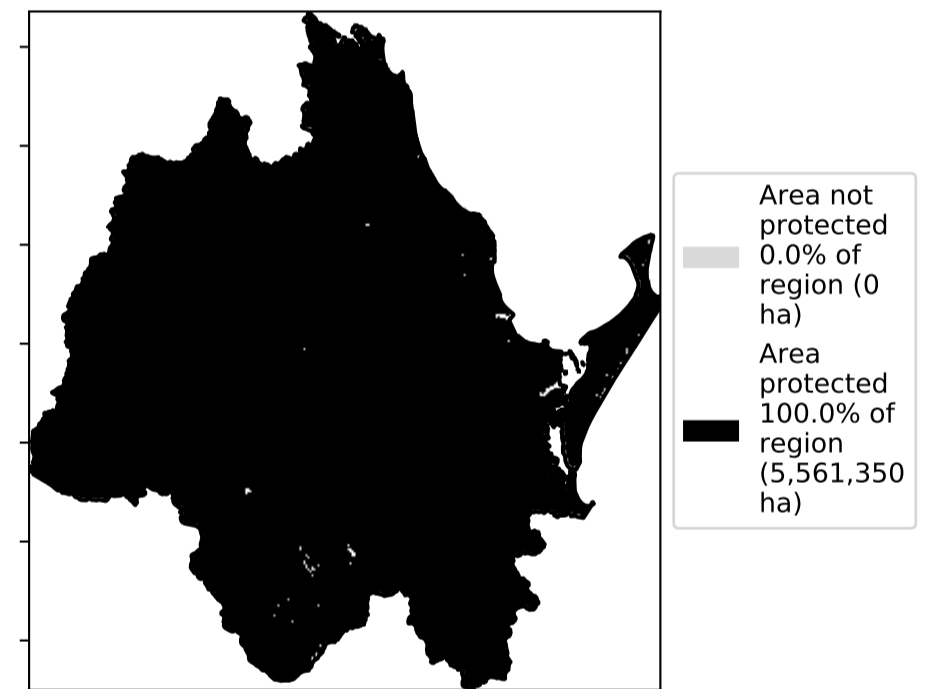 Area not
protected
0.0% of
region (0
ha)
Area
protected
100.0% of
region
(5,561,350
ha)